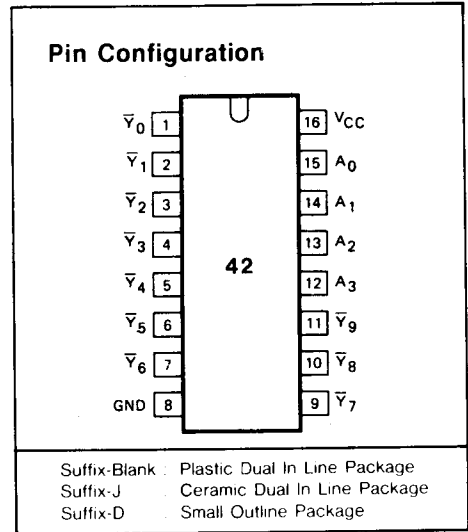 Pin Configuration
Y̅0 1 16 VCC
Y̅1 2 15 A0
Y̅2 3 14 A1
Y̅3 4 13 A2
42
Y̅4 5 12 A3
Y̅5 6 11 Y̅9
Y̅6 7 10 Y̅8
GND 8 9 Y̅7
Suffix-Blank : Plastic Dual In Line Package
Suffix-J : Ceramic Dual In Line Package
Suffix-D : Small Outline Package